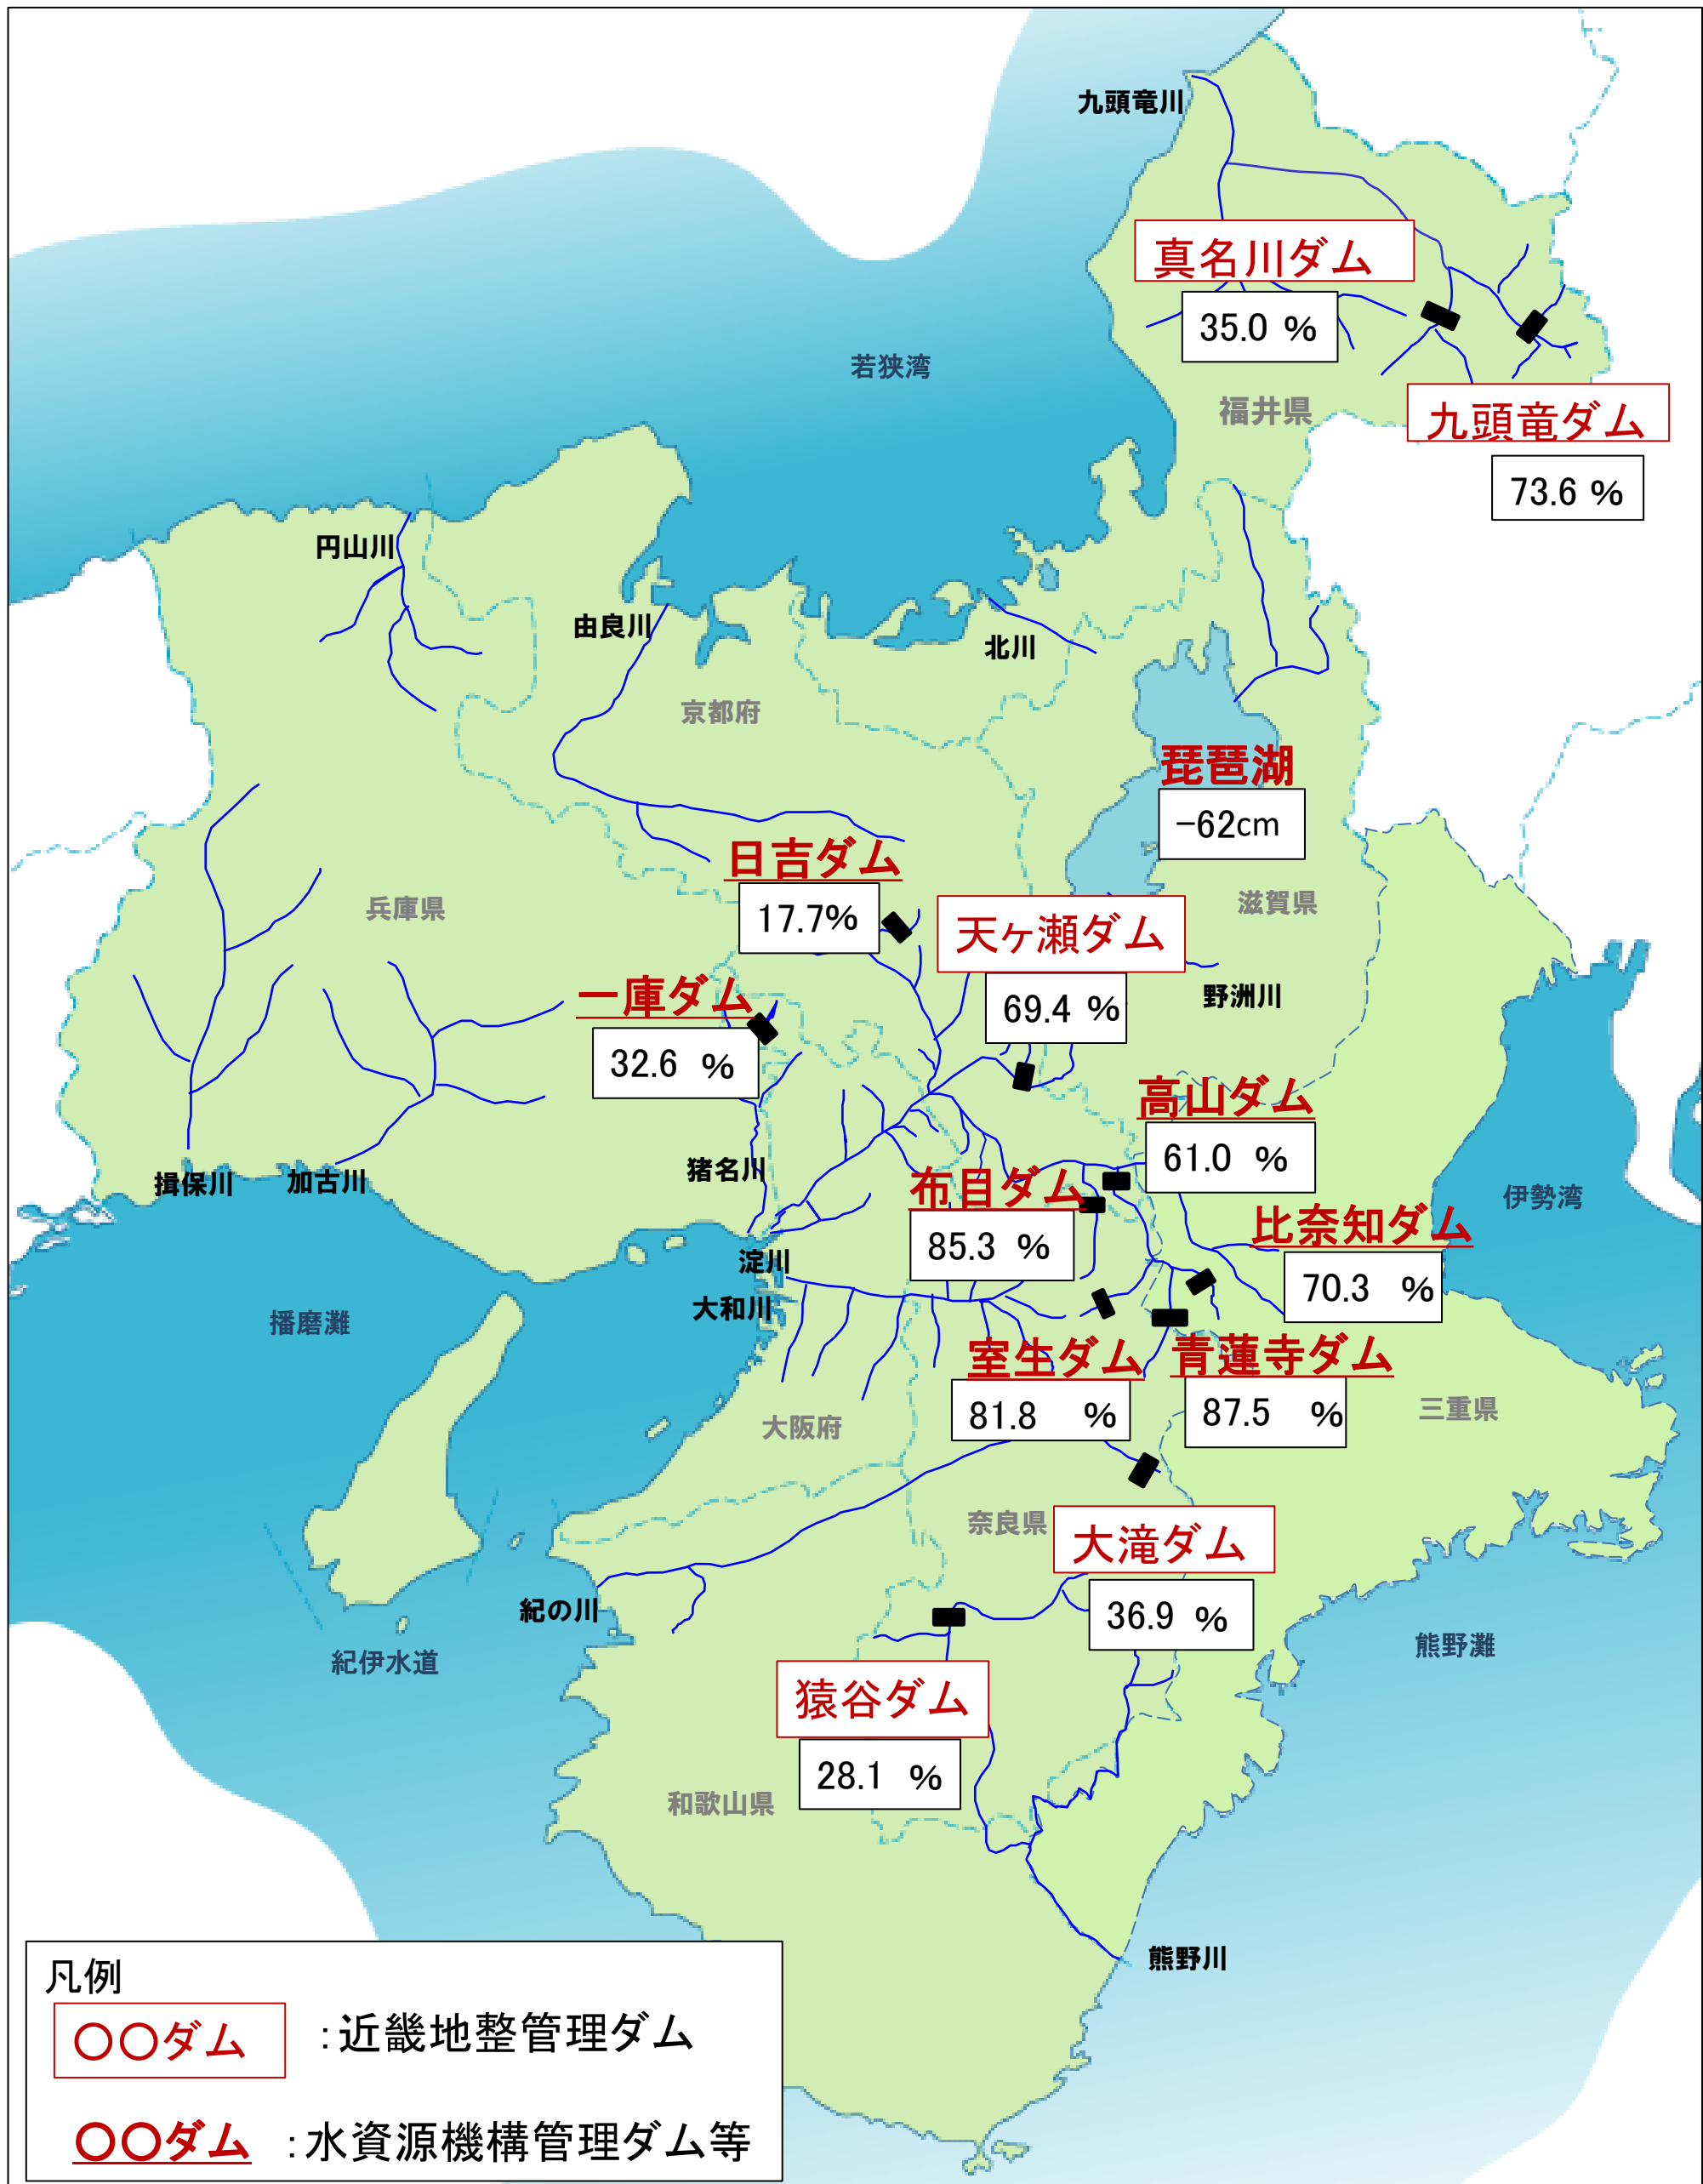 九頭竜川
真名川ダム
35.0 %
若狭湾
福井県
九頭竜ダム
73.6 %
円山川
由良川
北川
京都府
琵琶湖
−62cm
日吉ダム
17.7%
兵庫県
滋賀県
天ヶ瀬ダム
69.4 %
野洲川
一庫ダム
32.6 %
高山ダム
61.0 %
猪名川
揖保川
加古川
布目ダム
85.3 %
伊勢湾
比奈知ダム
70.3 %
淀川
大和川
播磨灘
室生ダム
81.8 %
青蓮寺ダム
87.5 %
三重県
大阪府
奈良県
大滝ダム
36.9 %
紀の川
紀伊水道
熊野灘
猿谷ダム
28.1 %
和歌山県
熊野川
凡例
〇〇ダム :近畿地整管理ダム
〇〇ダム :水資源機構管理ダム等